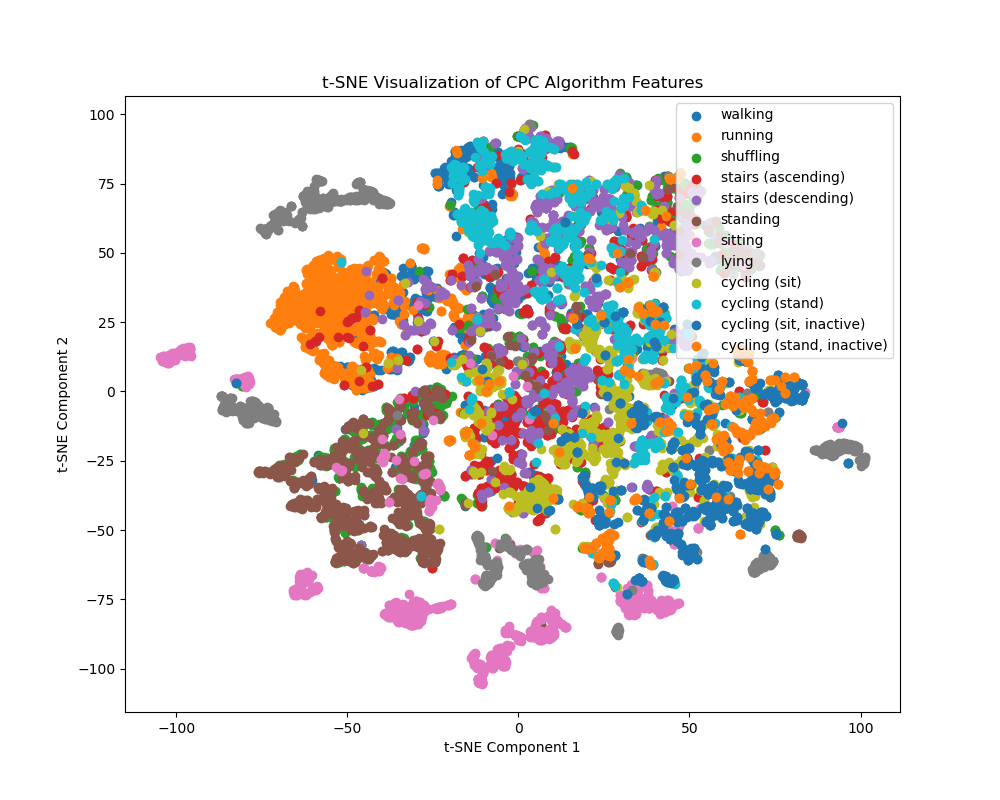 t-SNE Visualization of CPC Algorithm Features
walking
running
shuffling
stairs (ascending)
stairs (descending)
standing
sitting
lying
cycling (sit)
cycling (stand)
cycling (sit, inactive)
cycling (stand, inactive)
100
75
50
25
0
−25
−50
−75
−100
t-SNE Component 2
−100
−50
0
50
100
t-SNE Component 1